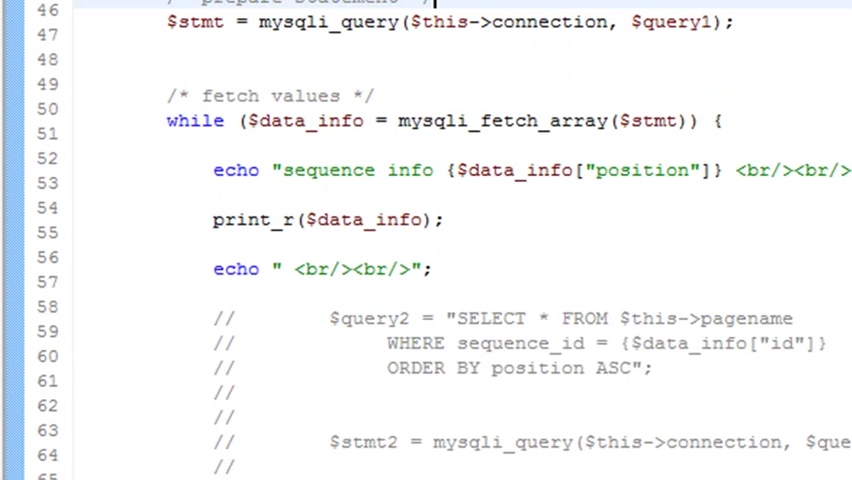 46 /* prepare statement */
47 $stmt = mysqli_query($this->connection, $query1);
48
49
50 /* fetch values */
51 while ($data_info = mysqli_fetch_array($stmt)) {
52
53 echo "sequence info {$data_info["position"]} <br/><br/>
54
55 print_r($data_info);
56
57 echo " <br/><br/>";
58
59 // $query2 = "SELECT * FROM $this->pagename
60 // WHERE sequence_id = {$data_info["id"]}
61 // ORDER BY position ASC";
62 //
63 //
64 // $stmt2 = mysqli_query($this->connection, $que
65 //